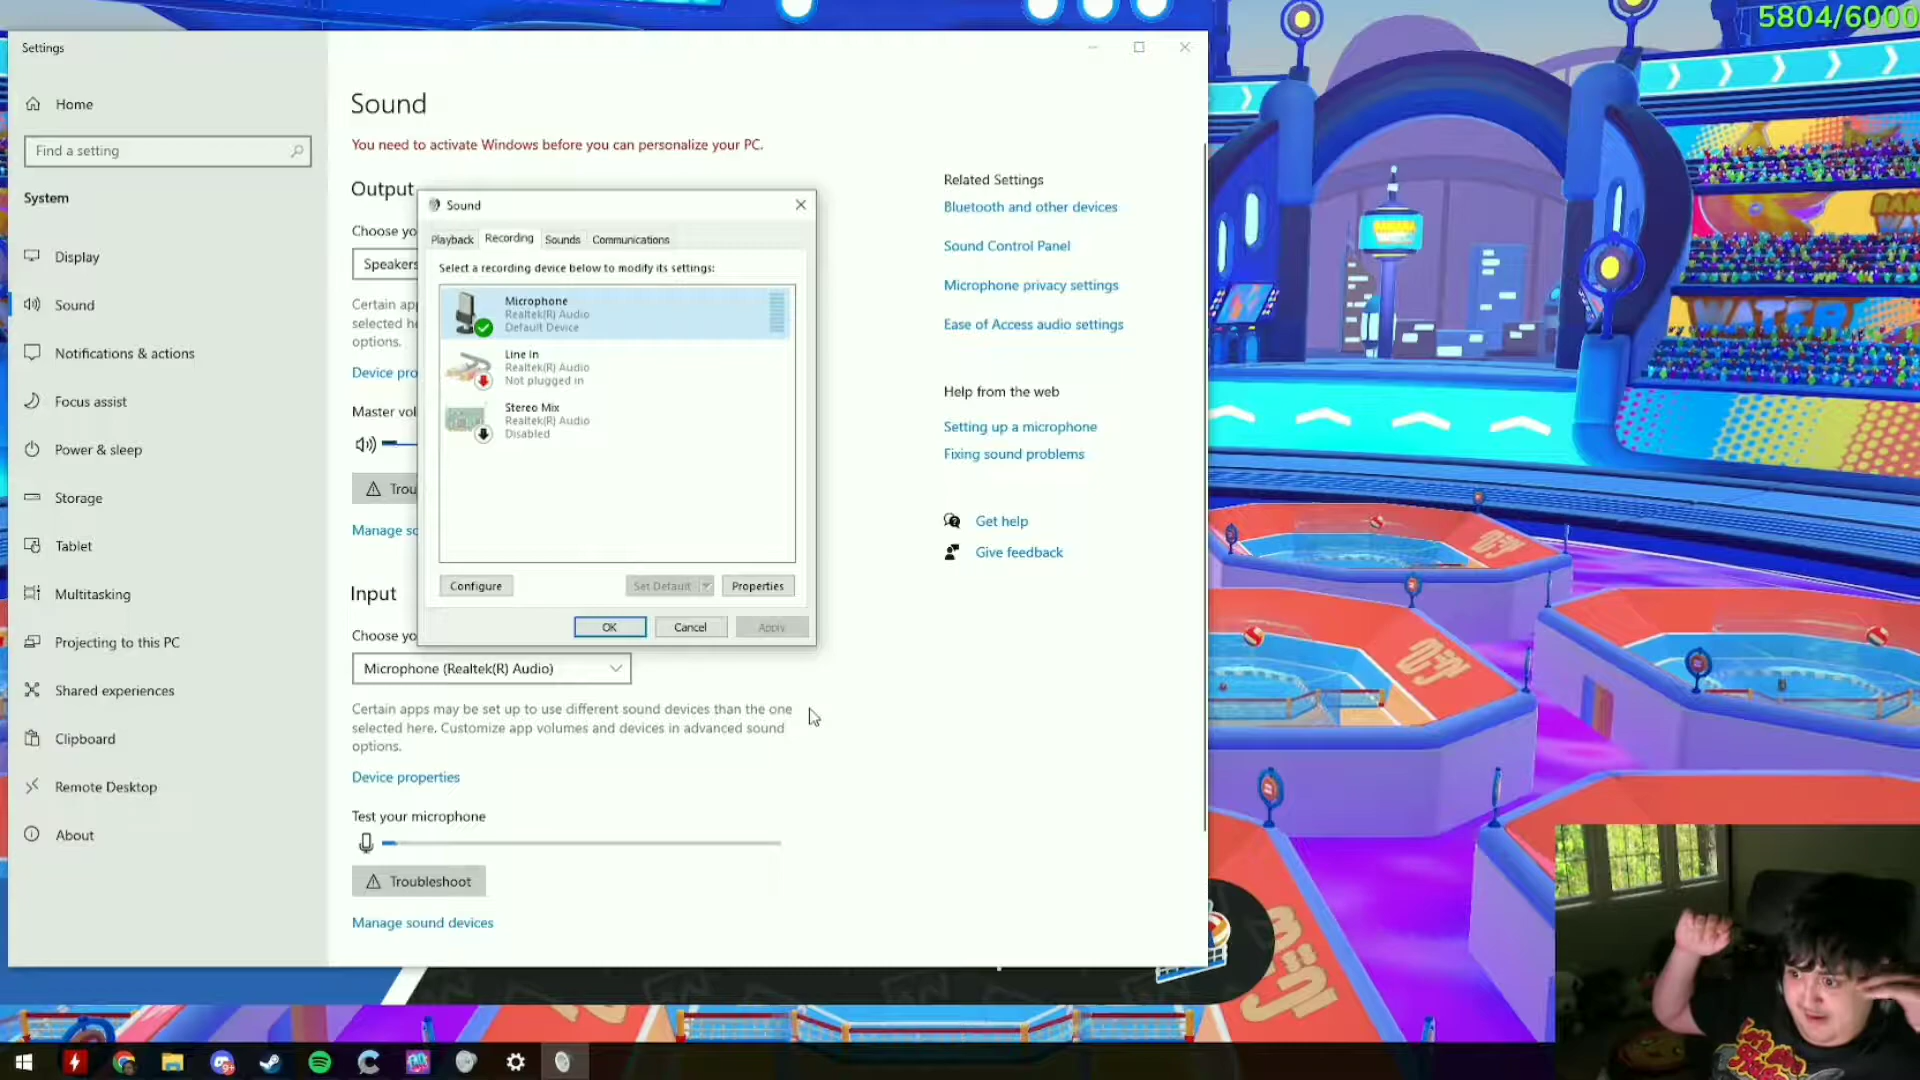 5804/6000
Settings
Home
Find a setting
System
Display
Sound
Notifications & actions
Focus assist
Power & sleep
Storage
Tablet
Multitasking
Projecting to this PC
Shared experiences
Clipboard
Remote Desktop
About
Sound
You need to activate Windows before you can personalize your PC.
Output
Choose yo
Speakers
Certain app
selected he
options.
Device pro
Master vol
Trou
Manage so
Sound
Playback Recording Sounds Communications
Select a recording device below to modify its settings:
Microphone
Realtek(R) Audio
Default Device
Line In
Realtek(R) Audio
Not plugged in
Stereo Mix
Realtek(R) Audio
Disabled
Configure Set Default Properties
OK Cancel Apply
Input
Choose yo
Microphone (Realtek(R) Audio)
Certain apps may be set up to use different sound devices than the one
selected here. Customize app volumes and devices in advanced sound
options.
Device properties
Test your microphone
Troubleshoot
Manage sound devices
Related Settings
Bluetooth and other devices
Sound Control Panel
Microphone privacy settings
Ease of Access audio settings
Help from the web
Setting up a microphone
Fixing sound problems
Get help
Give feedback